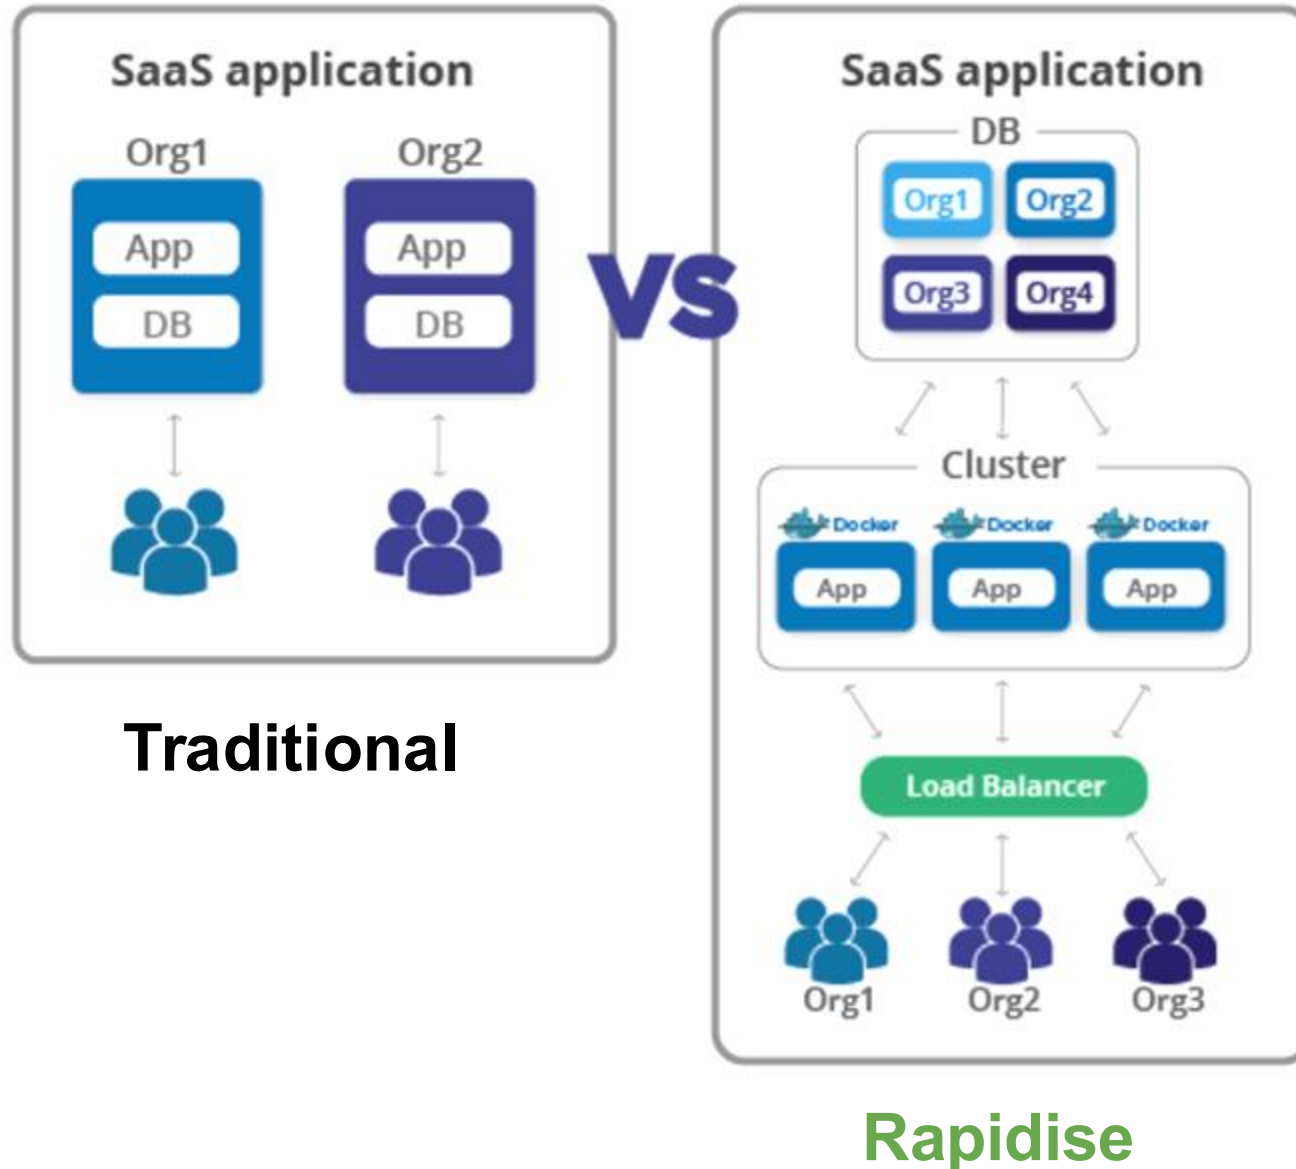 SaaS application
Org1 Org2
App App
DB DB
Traditional
VS
SaaS application
DB
Org1 Org2
Org3 Org4
Cluster
Docker Docker Docker
App App App
Load Balancer
Org1 Org2 Org3
Rapidise